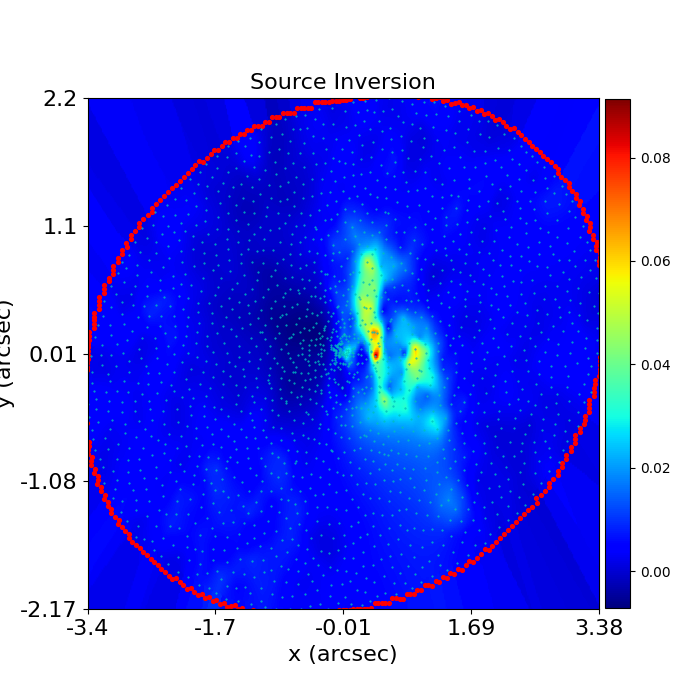 Source Inversion
2.2
1.1
0.01
-1.08
-2.17
y (arcsec)
-3.4 -1.7 -0.01 1.69 3.38
x (arcsec)
0.08
0.06
0.04
0.02
0.00